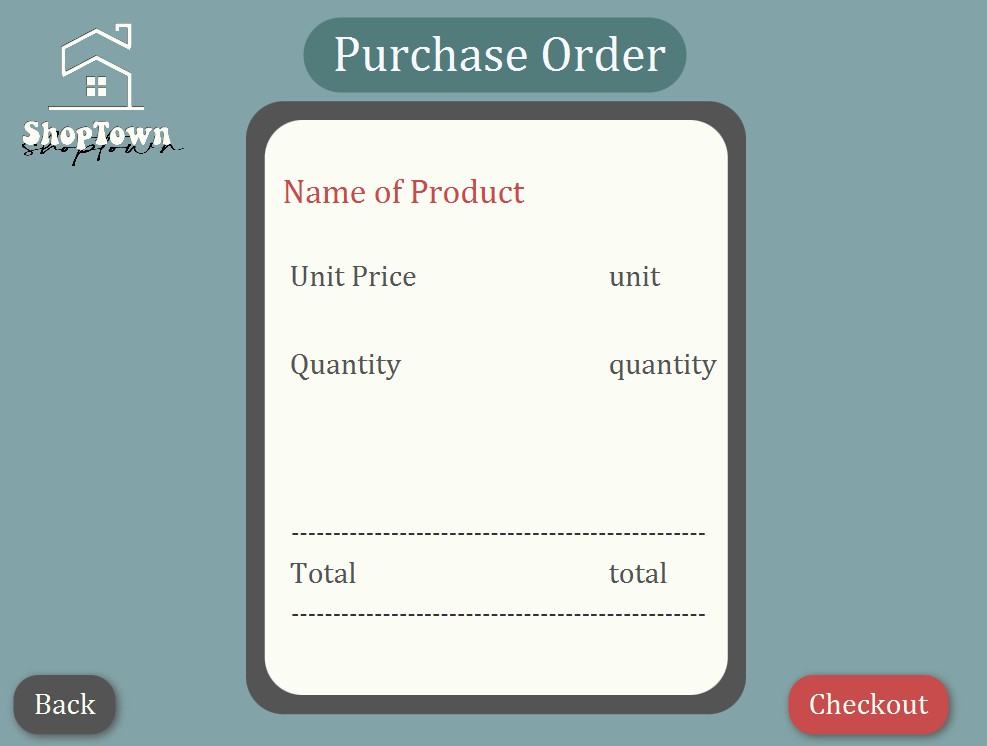 Purchase Order
ShopTown
shoptown
Name of Product
Unit Price unit
Quantity quantity
--------------------------------------------------
Total total
--------------------------------------------------
Back Checkout